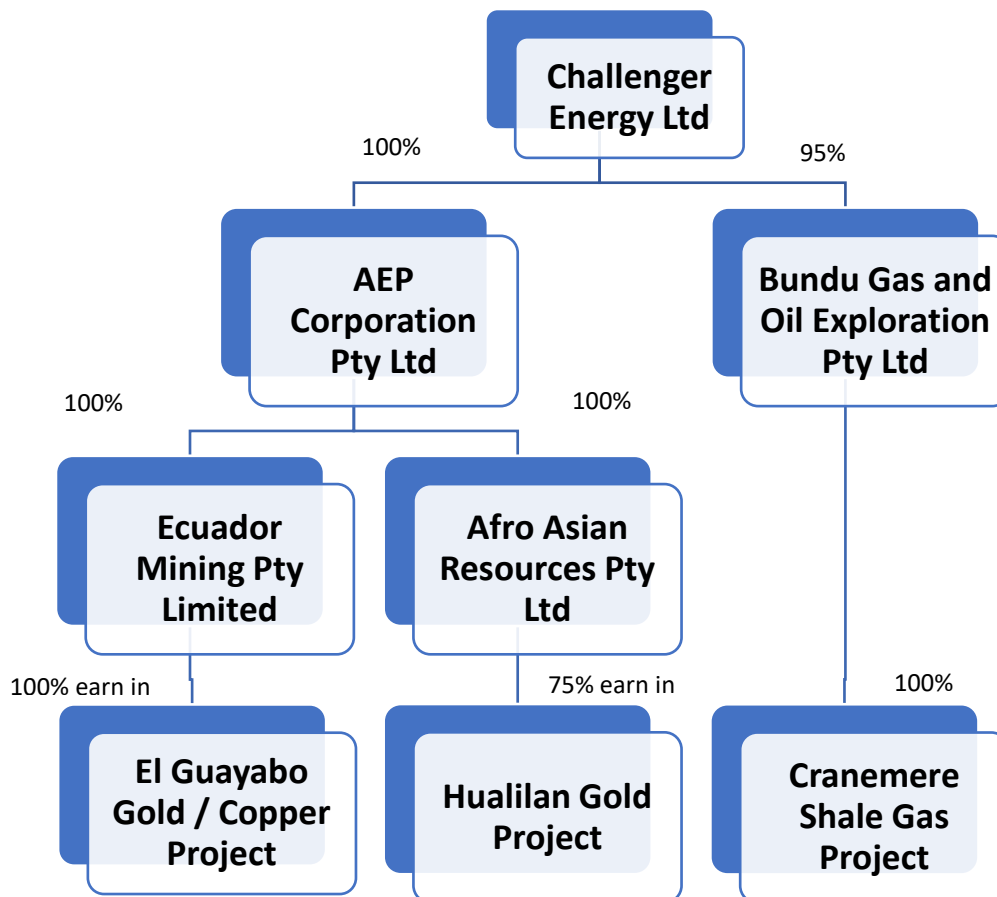 Challenger
Energy Ltd
100%
95%
AEP
Corporation
Pty Ltd
Bundu Gas and
Oil Exploration
Pty Ltd
100%
100%
Ecuador
Mining Pty
Limited
Afro Asian
Resources Pty
Ltd
100% earn in
75% earn in
100%
El Guayabo
Gold / Copper
Project
Hualilan Gold
Project
Cranemere
Shale Gas
Project